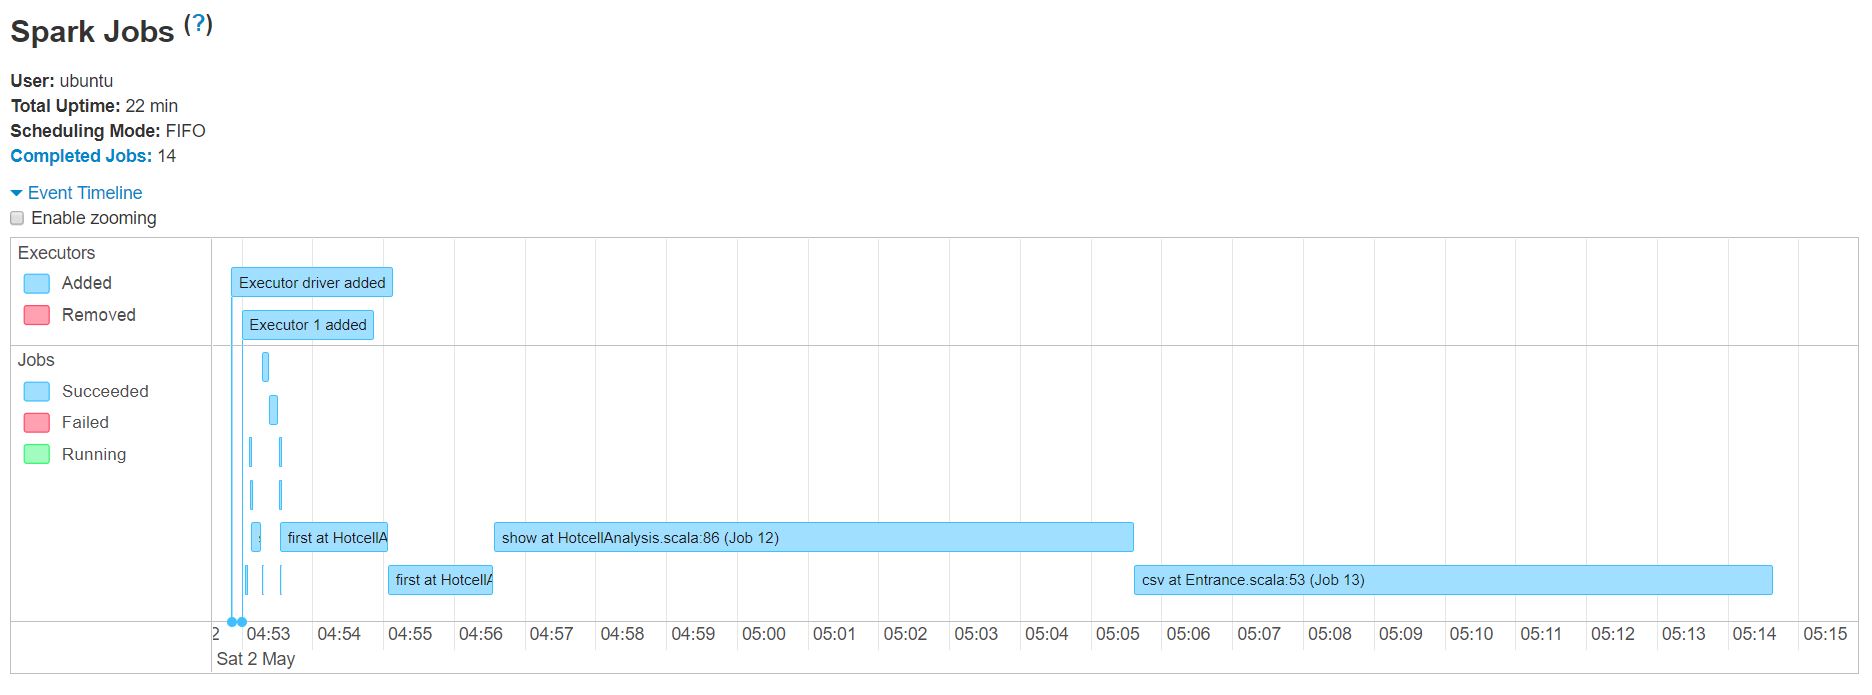 Spark Jobs (?)
User: ubuntu
Total Uptime: 22 min
Scheduling Mode: FIFO
Completed Jobs: 14
Event Timeline
Enable zooming
Executors
Added
Removed
Executor driver added
Executor 1 added
Jobs
Succeeded
Failed
Running
first at HotcellA
show at HotcellAnalysis.scala:86 (Job 12)
first at HotcellA
csv at Entrance.scala:53 (Job 13)
2 04:53 04:54 04:55 04:56 04:57 04:58 04:59 05:00 05:01 05:02 05:03 05:04 05:05 05:06 05:07 05:08 05:09 05:10 05:11 05:12 05:13 05:14 05:15
Sat 2 May